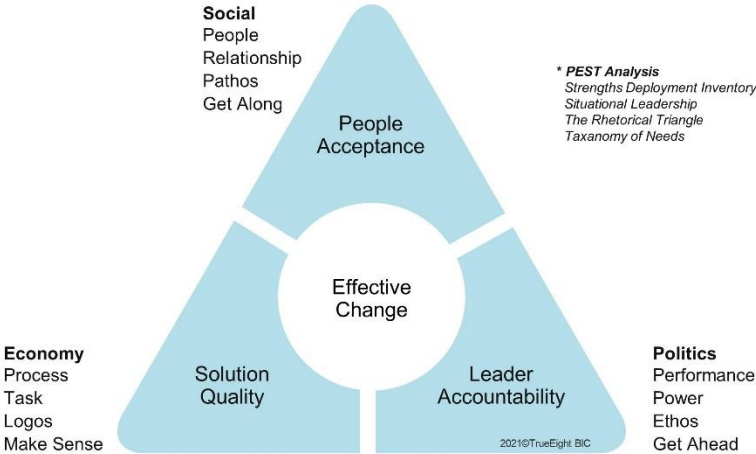 Social
People
Relationship
Pathos
Get Along
* PEST Analysis
Strengths Deployment Inventory
Situational Leadership
The Rhetorical Triangle
Taxanomy of Needs
People
Acceptance
Effective
Change
Economy
Process
Task
Logos
Make Sense
Solution
Quality
Leader
Accountability
2021©TrueEight BIC
Politics
Performance
Power
Ethos
Get Ahead